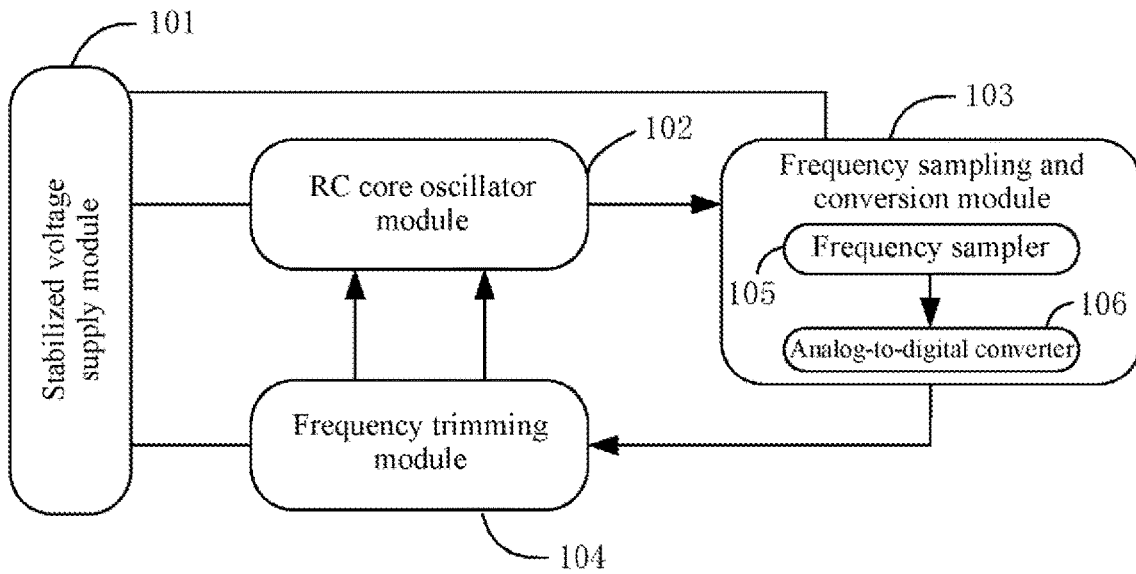 101
Stabilized voltage
supply module
102
RC core oscillator
module
103
Frequency sampling and
conversion module
Frequency sampler
105
106
Analog-to-digital converter
Frequency trimming
module
104